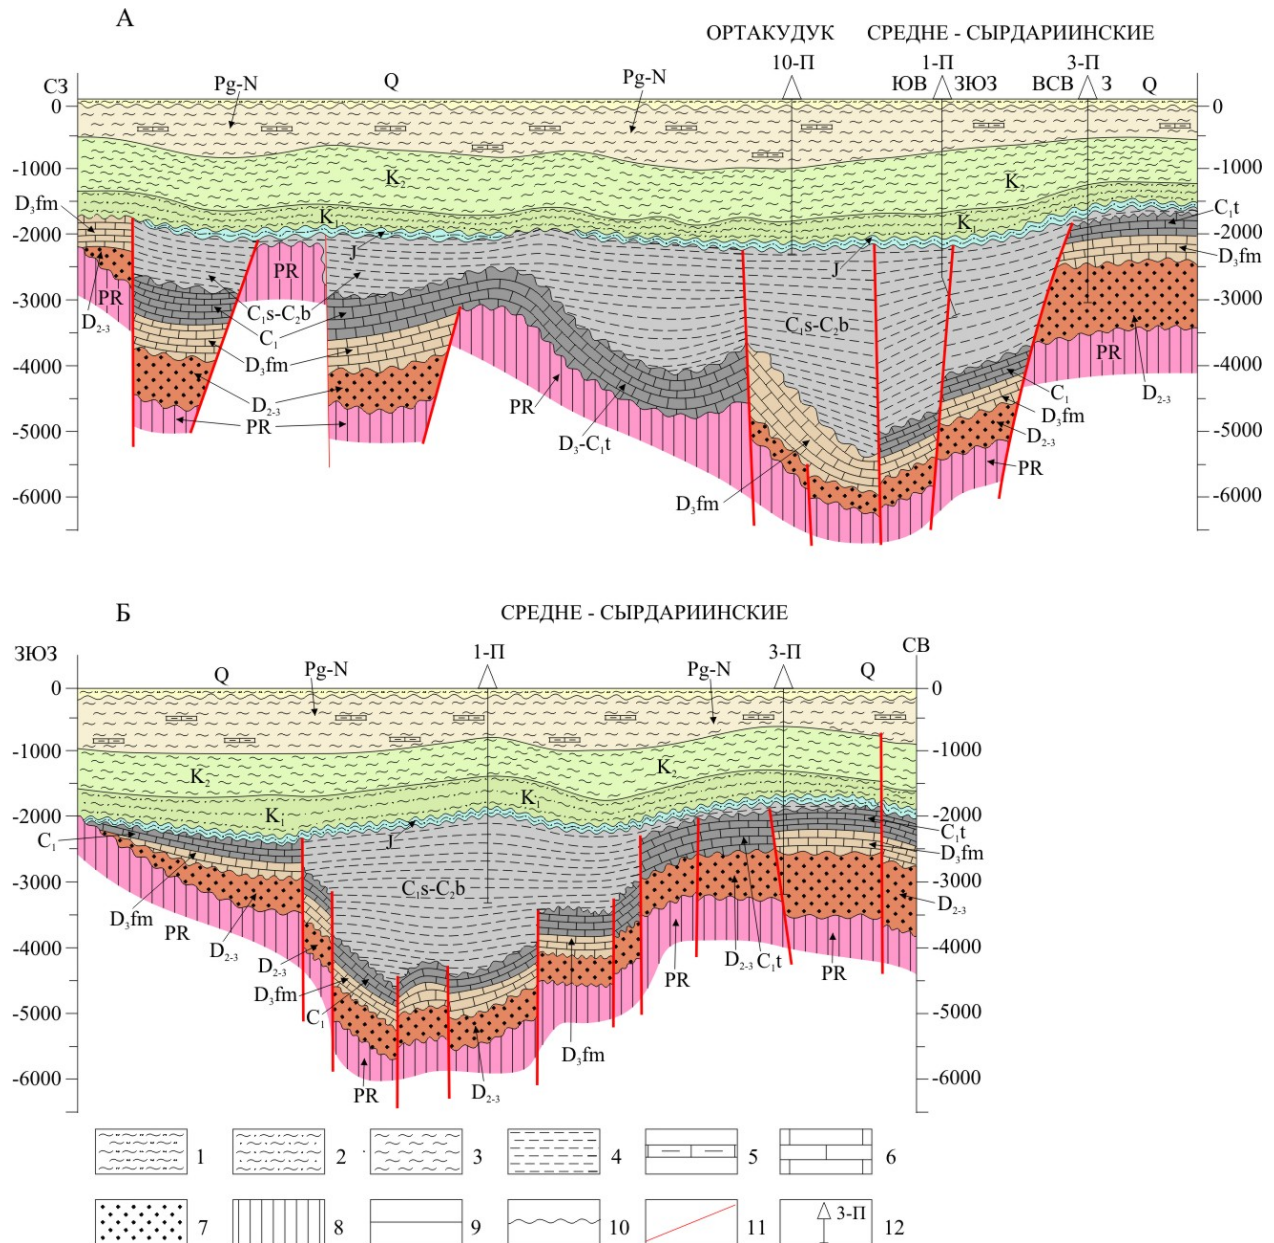 А
ОРТАКУДУК СРЕДНЕ - СЫРДАРИИНСКИЕ
10-П 1-П 3-П
СЗ Pg-N Q Pg-N ЮВ ЗЮЗ ВСВ З Q
0 0
-1000 -1000
K₂ K₂
D₃fm K₁ K₁ C₁t
-2000 -2000
J J D₃fm
PR
-3000 PR C₁s-C₂b -3000
D₂₋₃ C₁ C₁s-C₂b
D₃fm PR
-4000 -4000
C₁
D₂₋₃ PR D₃fm D₂₋₃
PR D₃-C₁t D₂₋₃
-5000 -5000
PR
D₃fm
-6000 -6000
Б
СРЕДНЕ - СЫРДАРИИНСКИЕ
ЗЮЗ 1-П 3-П СВ
Q Pg-N Pg-N Q
0 0
-1000 -1000
K₂ K₂
K₁ K₁
-2000 -2000
C₁ J C₁t
D₃fm
-3000 C₁s-C₂b -3000
D₂₋₃
D₃fm
PR D₂₋₃ D₂₋₃ PR D₂₋₃ C₁t PR
-4000 -4000
D₃fm
-5000 C₁ -5000
D₃fm
-6000 PR D₂₋₃ -6000
1 2 3 4 5 6
7 8 9 10 11 3-П 12